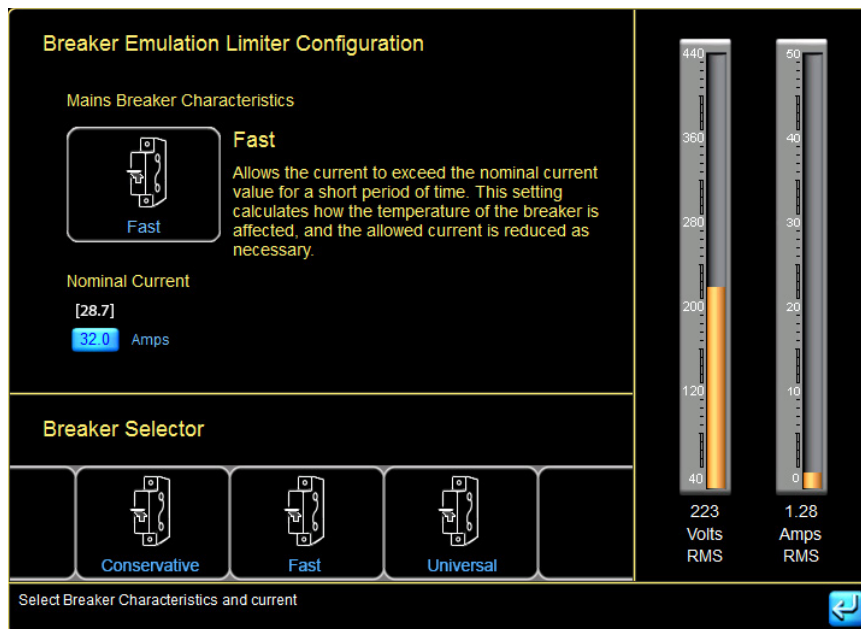 Breaker Emulation Limiter Configuration
Mains Breaker Characteristics
Fast
Fast
Allows the current to exceed the nominal current
value for a short period of time. This setting
calculates how the temperature of the breaker is
affected, and the allowed current is reduced as
necessary.
Nominal Current
[28.7]
32.0 Amps
Breaker Selector
Conservative
Fast
Universal
Select Breaker Characteristics and current
440
360
280
200
120
40
223
Volts
RMS
50
40
30
20
10
0
1.28
Amps
RMS